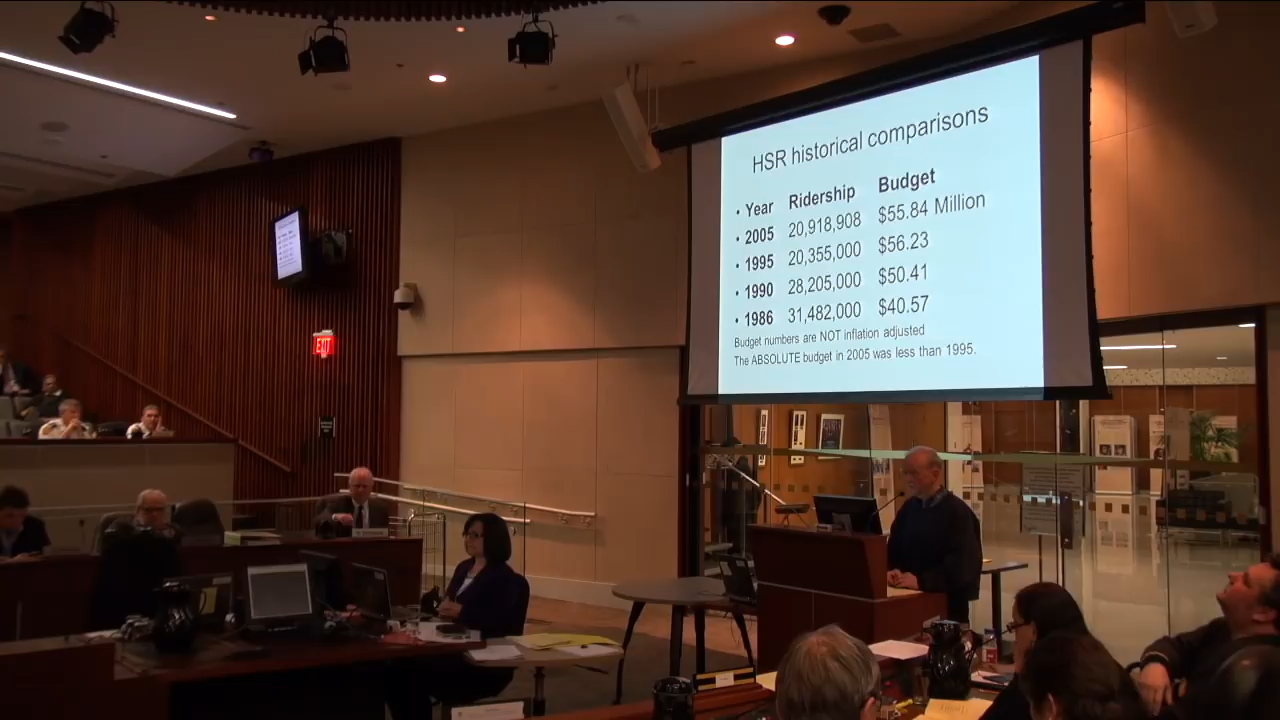 HSR historical comparisons
• Year Ridership Budget
• 2005 20,918,908 $55.84 Million
• 1995 20,355,000 $56.23
• 1990 28,205,000 $50.41
• 1986 31,482,000 $40.57
Budget numbers are NOT inflation adjusted
The ABSOLUTE budget in 2005 was less than 1995.
EXIT